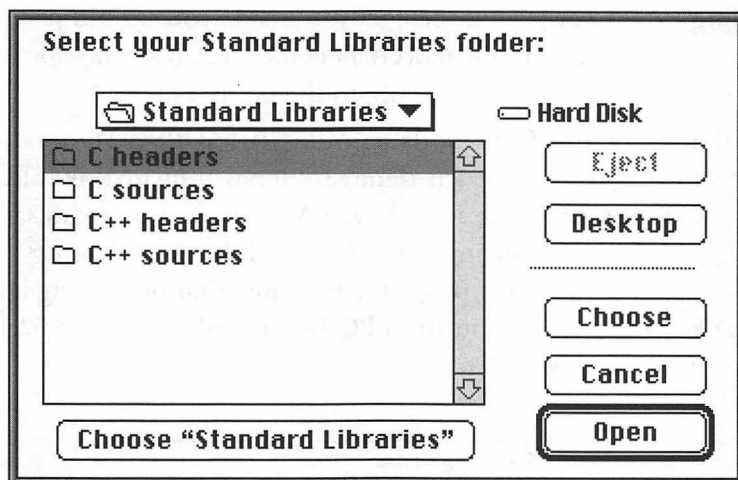 Select your Standard Libraries folder:
Standard Libraries
Hard Disk
C headers
C sources
C++ headers
C++ sources
Eject
Desktop
Choose
Cancel
Open
Choose “Standard Libraries”